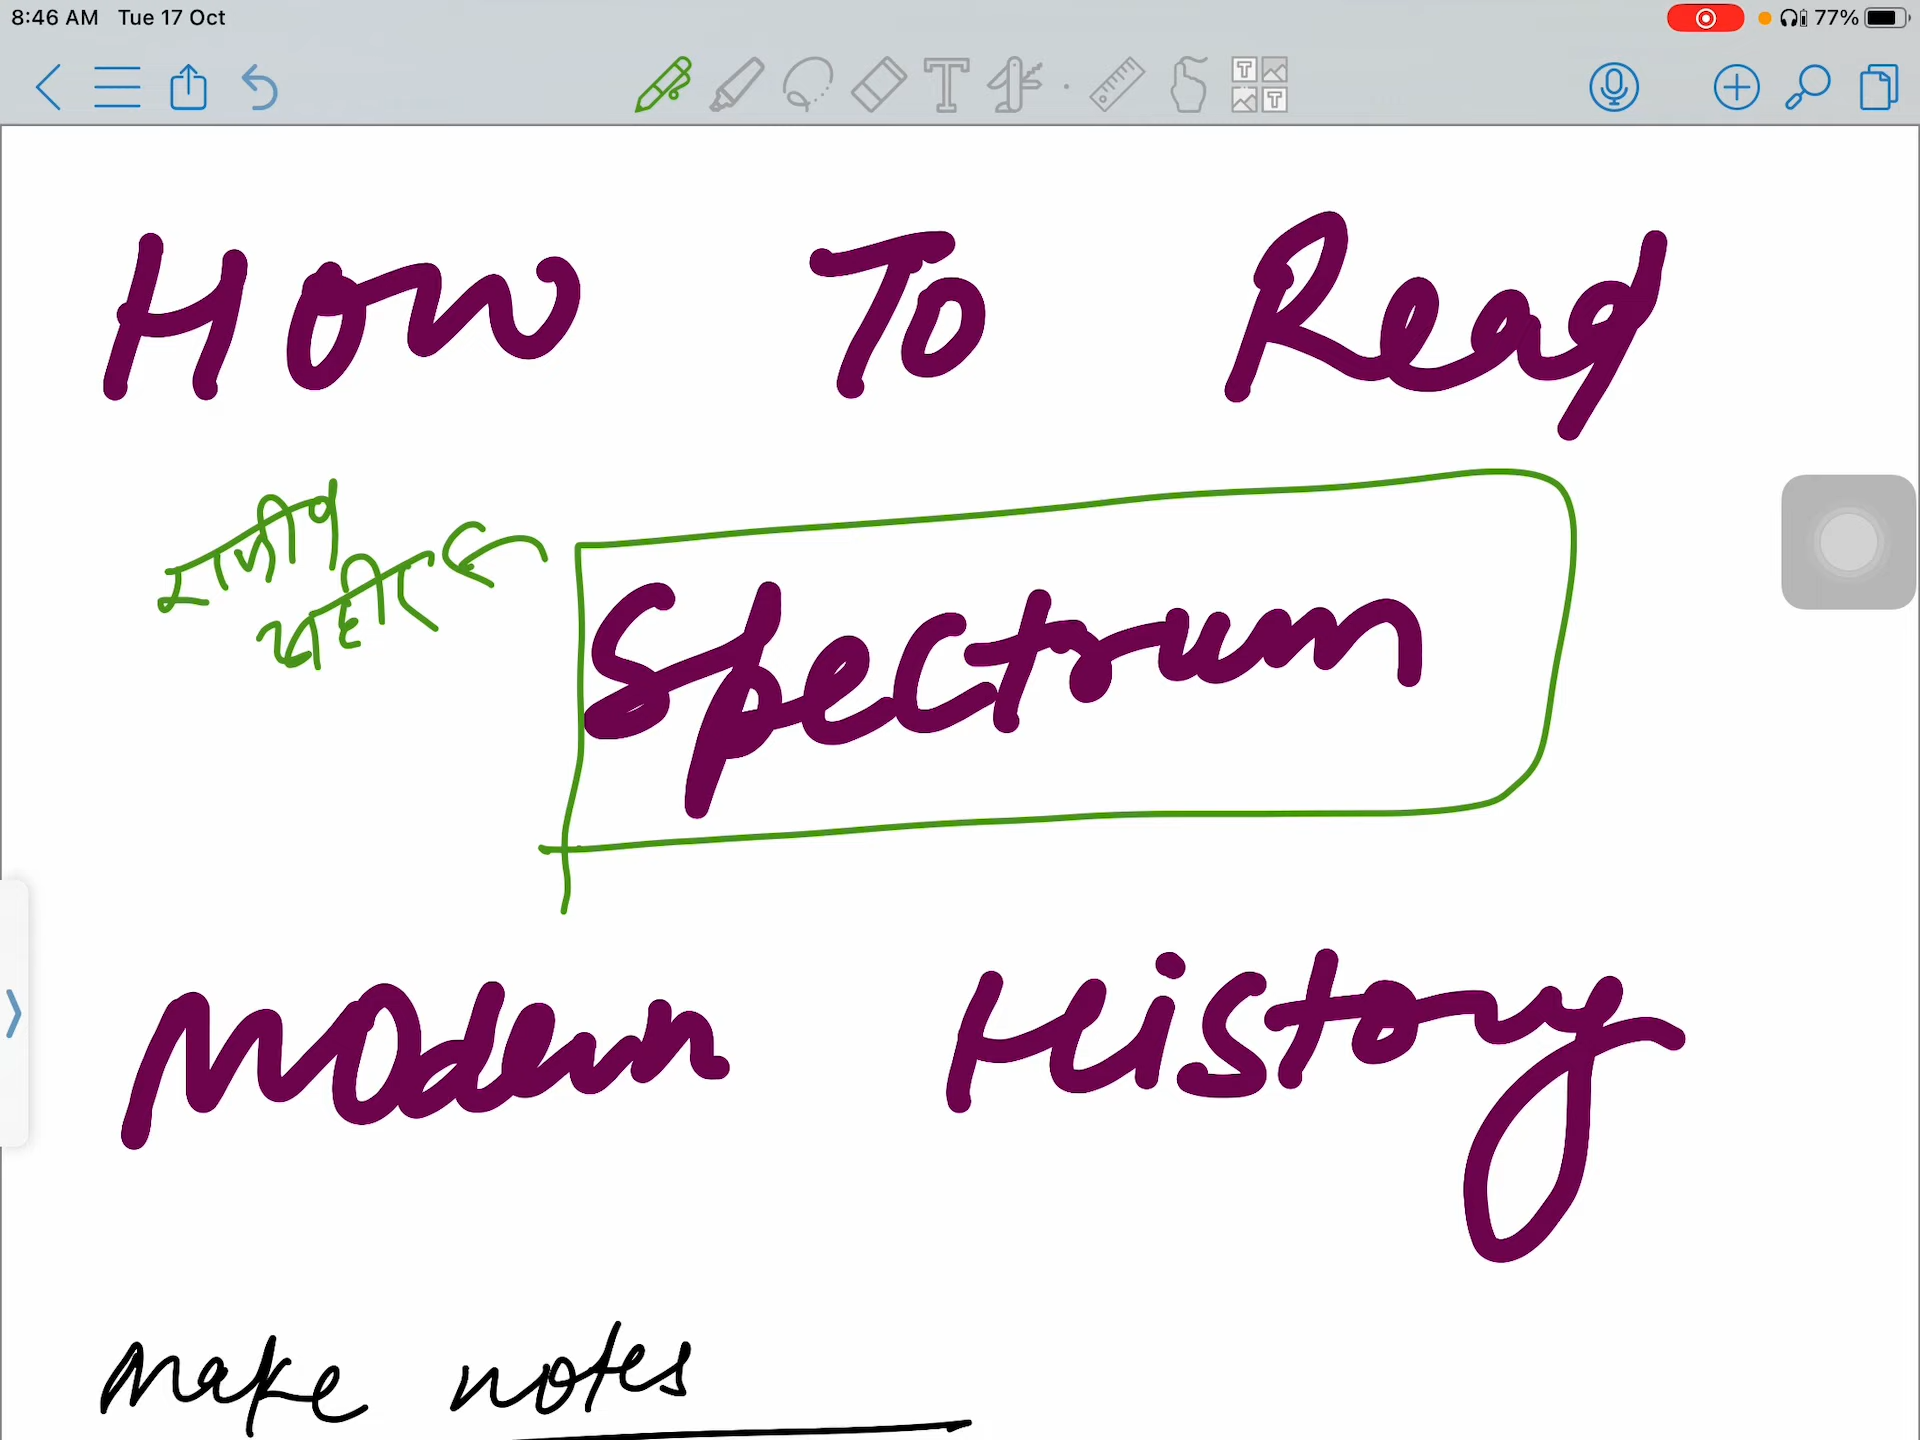 8:46 AM Tue 17 Oct
77%
How To Read
राजीव
अहीर
Spectrum
Modern History
Make notes